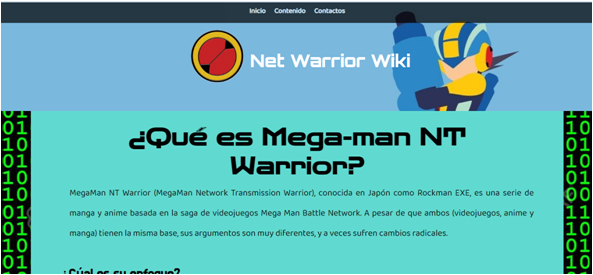 Inicio Contenido Contactos
Net Warrior Wiki
¿Qué es Mega-man NT
Warrior?
MegaMan NT Warrior (MegaMan Network Transmission Warrior), conocida en Japón como Rockman EXE, es una serie de
manga y anime basada en la saga de videojuegos Mega Man Battle Network. A pesar de que ambos (videojuegos, anime y
manga) tienen la misma base, sus argumentos son muy diferentes, y a veces sufren cambios radicales.
¿Cúal es su enfoque?